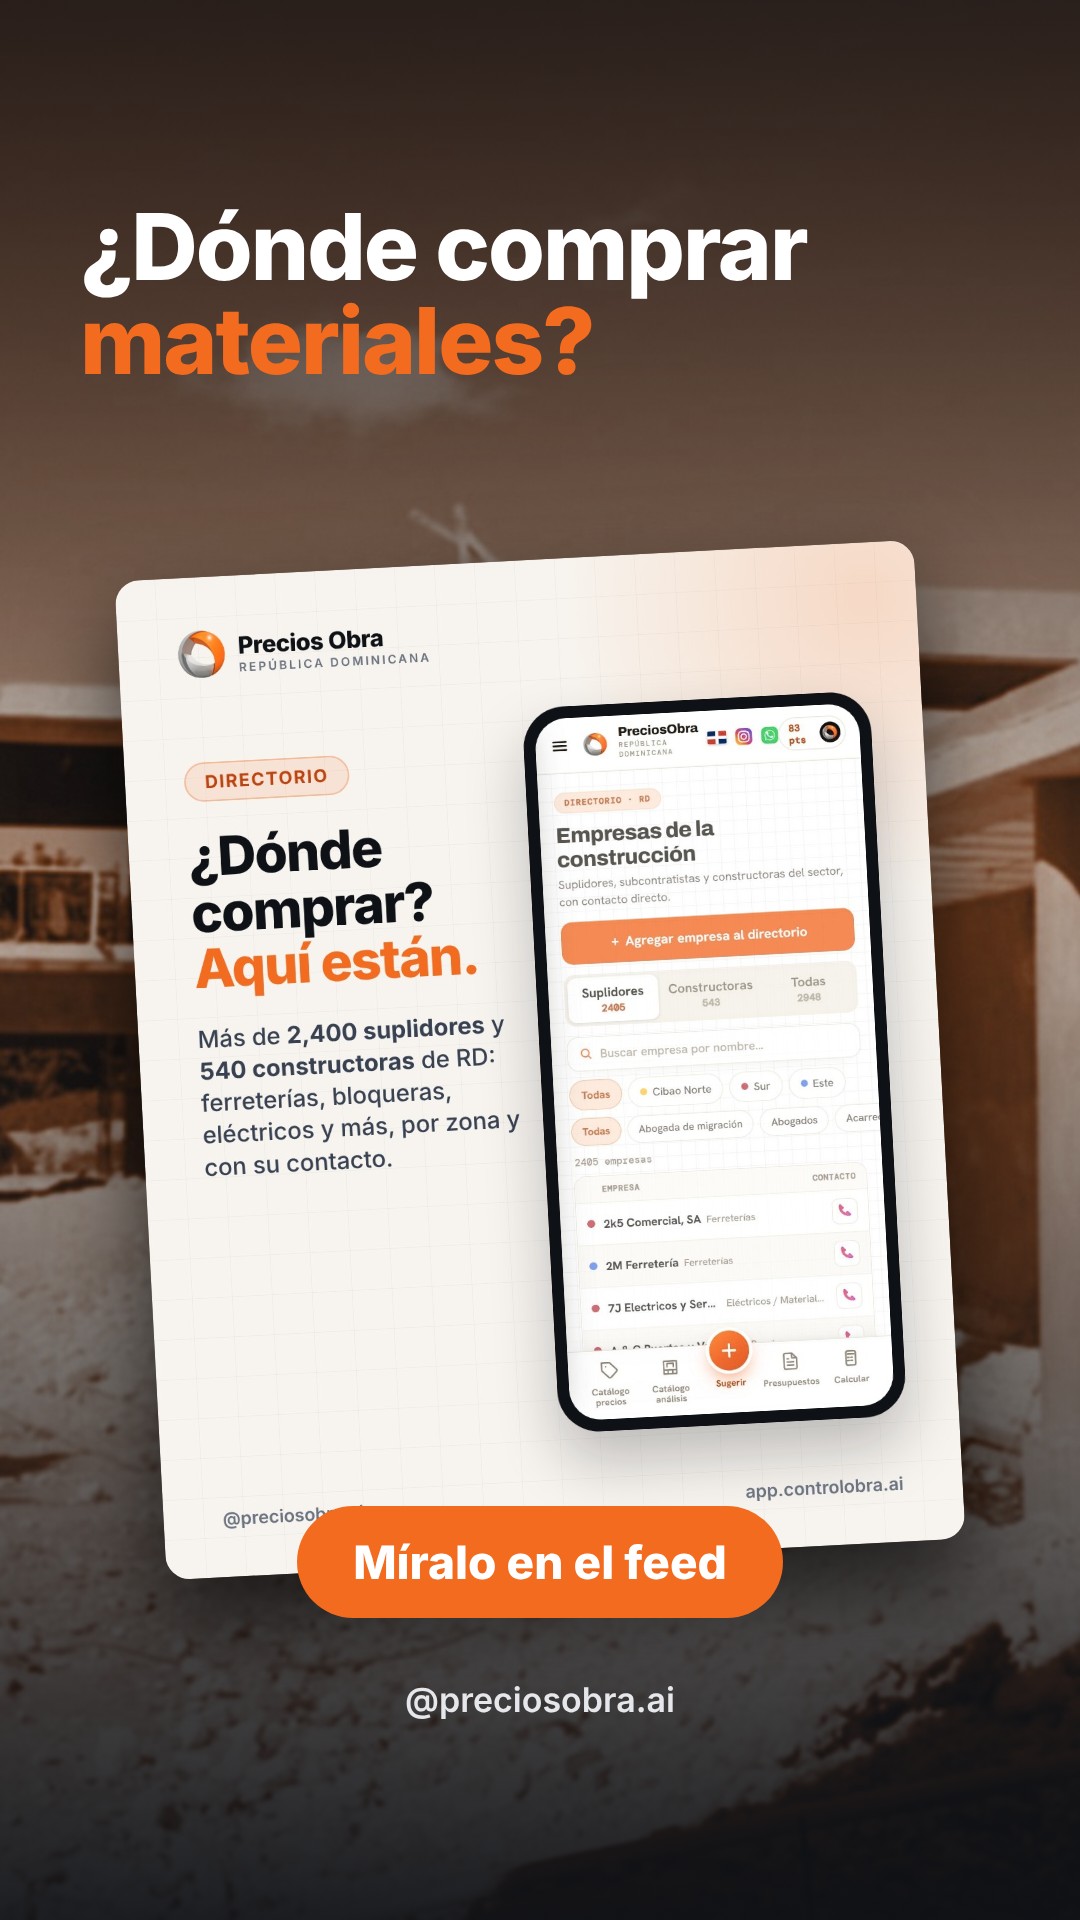 ¿Dónde comprar
materiales?
Precios Obra
REPÚBLICA DOMINICANA
DIRECTORIO
¿Dónde
comprar?
Aquí están.
Más de 2,400 suplidores y
540 constructoras de RD:
ferreterías, bloqueras,
eléctricos y más, por zona y
con su contacto.
PreciosObra
REPÚBLICA
DOMINICANA
83
pts
DIRECTORIO · RD
Empresas de la
construcción
Suplidores, subcontratistas y constructoras del sector,
con contacto directo.
+ Agregar empresa al directorio
Suplidores Constructoras Todas
2405 543 2948
Buscar empresa por nombre...
Todas Cibao Norte Sur Este
Todas Abogada de migración Abogados Acarreo
2405 empresas
EMPRESA CONTACTO
2k5 Comercial, SA Ferreterías
2M Ferretería Ferreterías
7J Electricos y Ser... Eléctricos / Material...
Catálogo
precios
Catálogo
análisis
Sugerir
Presupuestos
Calcular
@preciosobr
app.controlobra.ai
Míralo en el feed
@preciosobra.ai